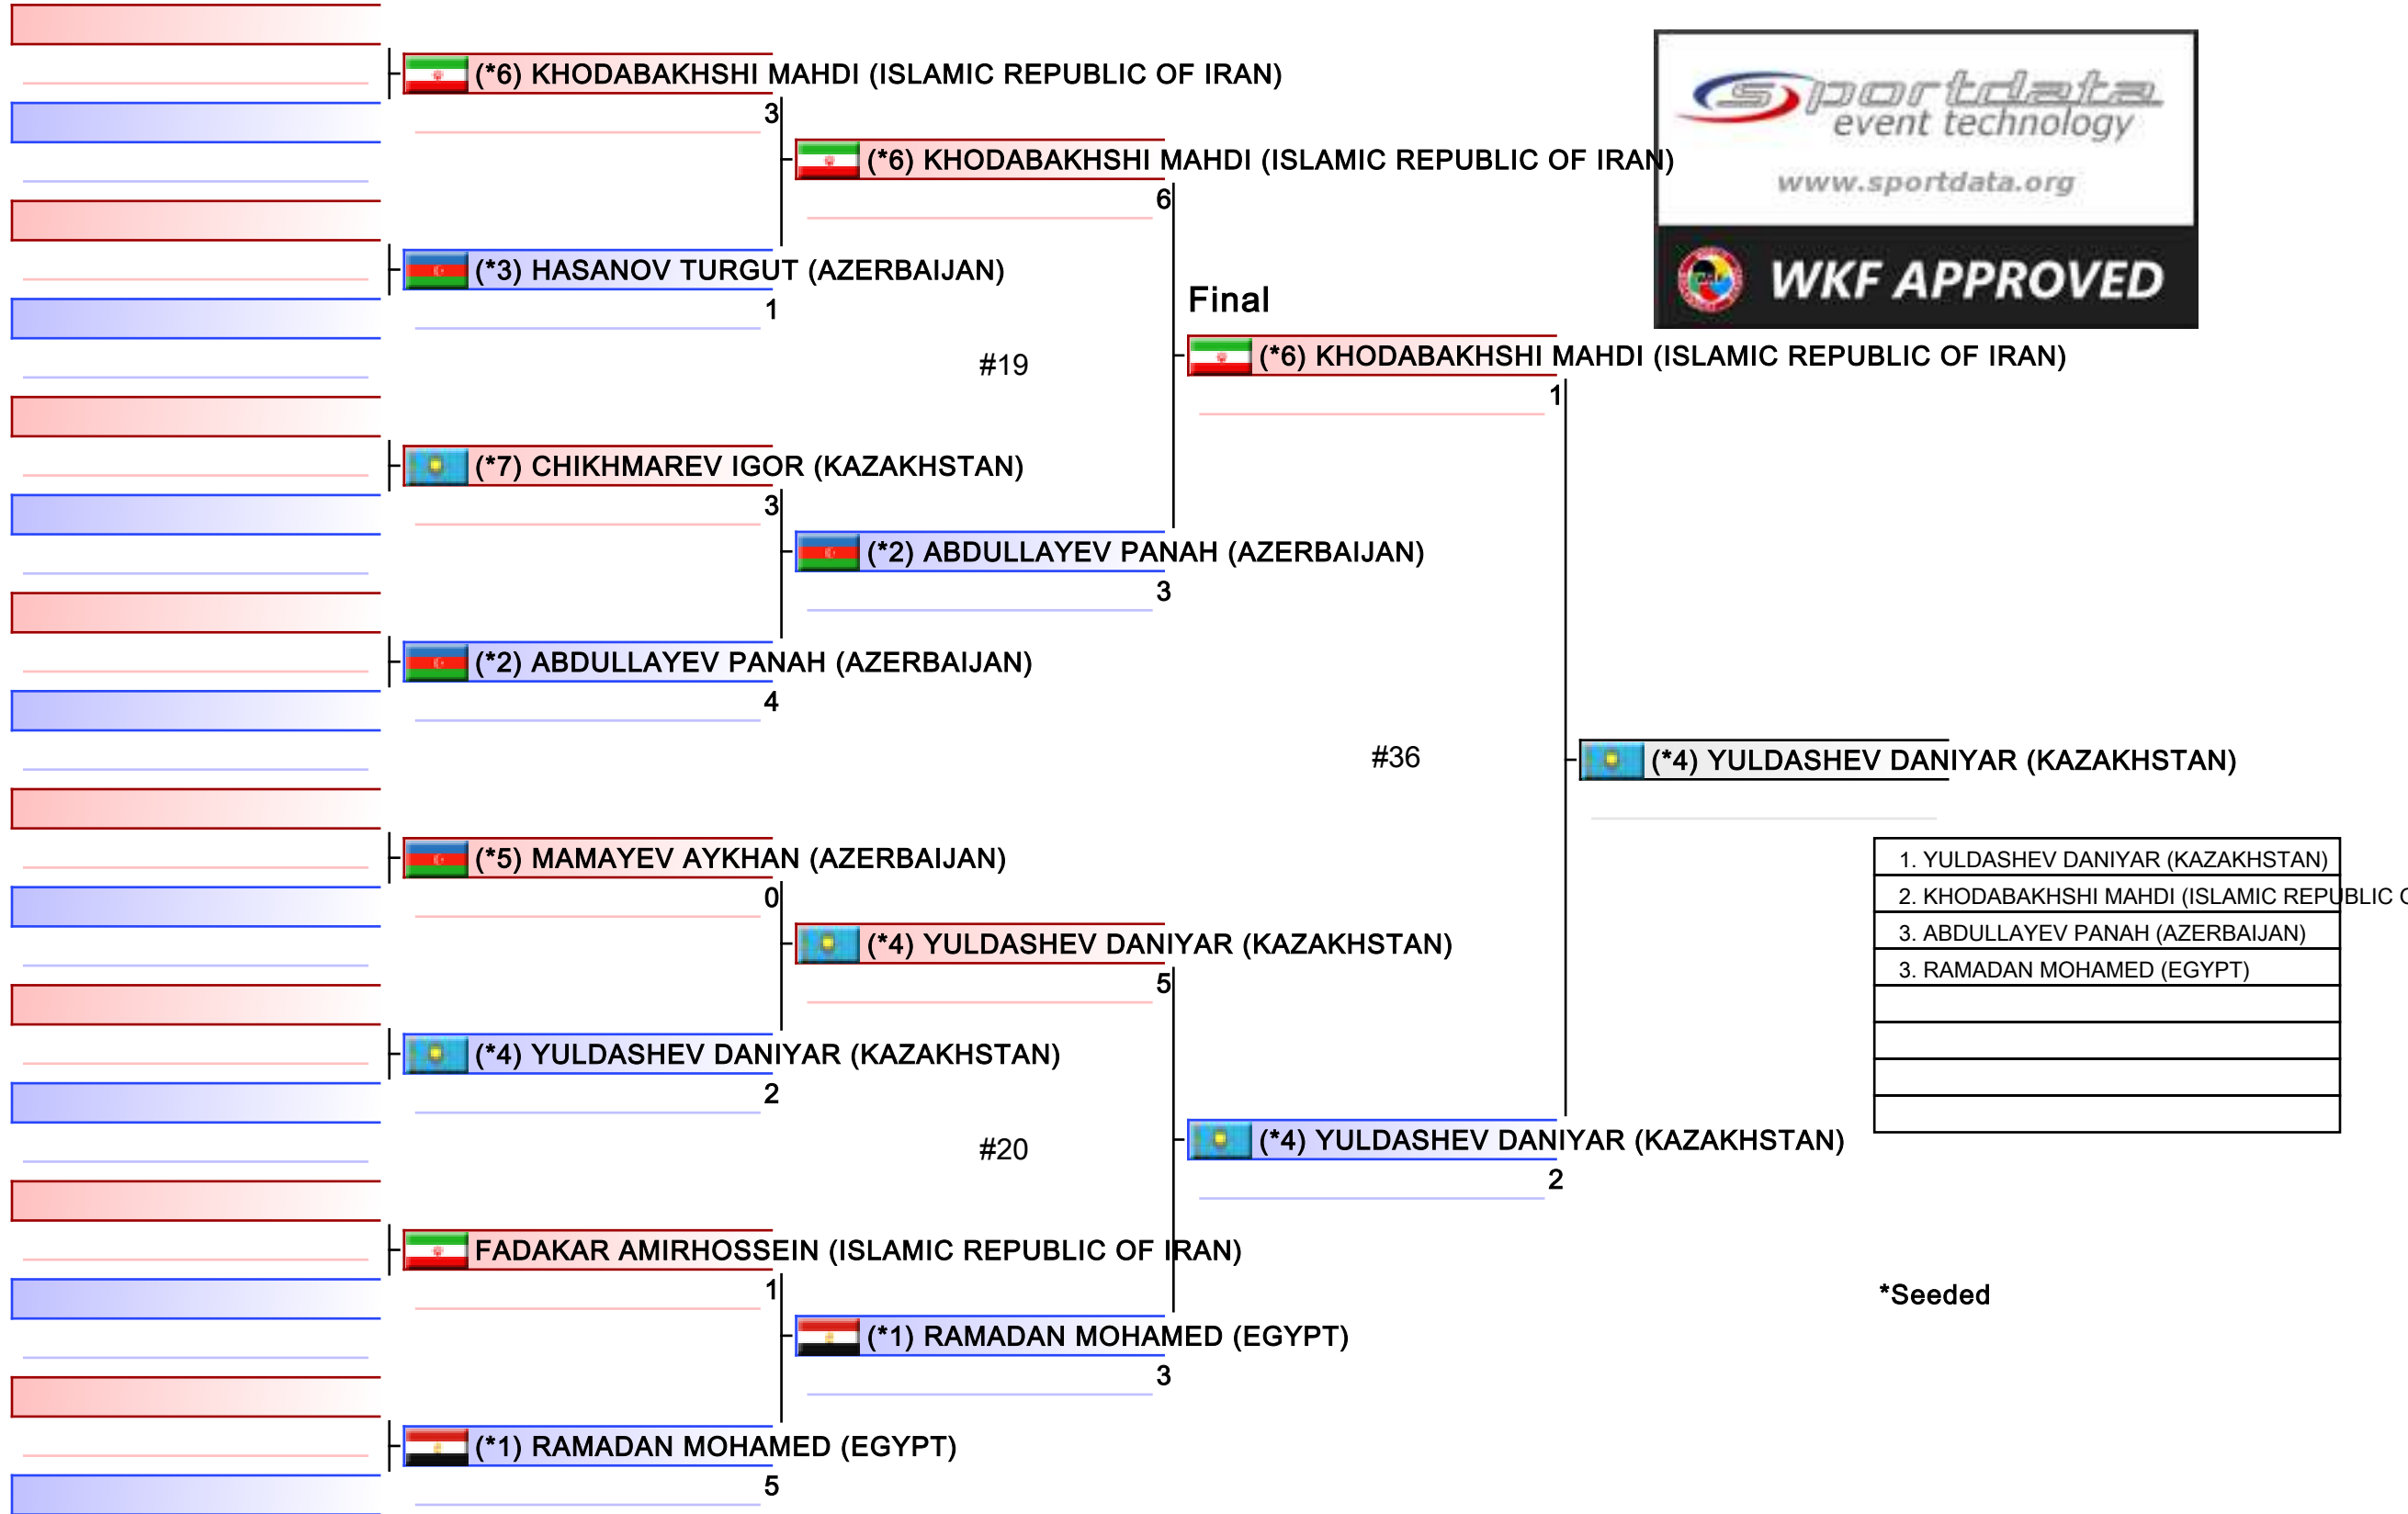 (*6) KHODABAKHSHI MAHDI (ISLAMIC REPUBLIC OF IRAN)
3
(*3) HASANOV TURGUT (AZERBAIJAN)
1
(*7) CHIKHMAREV IGOR (KAZAKHSTAN)
3
(*2) ABDULLAYEV PANAH (AZERBAIJAN)
4
(*5) MAMAYEV AYKHAN (AZERBAIJAN)
0
(*4) YULDASHEV DANIYAR (KAZAKHSTAN)
2
FADAKAR AMIRHOSSEIN (ISLAMIC REPUBLIC OF IRAN)
1
(*1) RAMADAN MOHAMED (EGYPT)
5
(*6) KHODABAKHSHI MAHDI (ISLAMIC REPUBLIC OF IRAN)
6
#19
(*2) ABDULLAYEV PANAH (AZERBAIJAN)
3
(*4) YULDASHEV DANIYAR (KAZAKHSTAN)
5
#20
(*1) RAMADAN MOHAMED (EGYPT)
3
Final
(*6) KHODABAKHSHI MAHDI (ISLAMIC REPUBLIC OF IRAN)
1
#36
(*4) YULDASHEV DANIYAR (KAZAKHSTAN)
2
(*4) YULDASHEV DANIYAR (KAZAKHSTAN)
sportdata
event technology
www.sportdata.org
WKF APPROVED
1. YULDASHEV DANIYAR (KAZAKHSTAN)
2. KHODABAKHSHI MAHDI (ISLAMIC REPUBLIC
3. ABDULLAYEV PANAH (AZERBAIJAN)
3. RAMADAN MOHAMED (EGYPT)
*Seeded